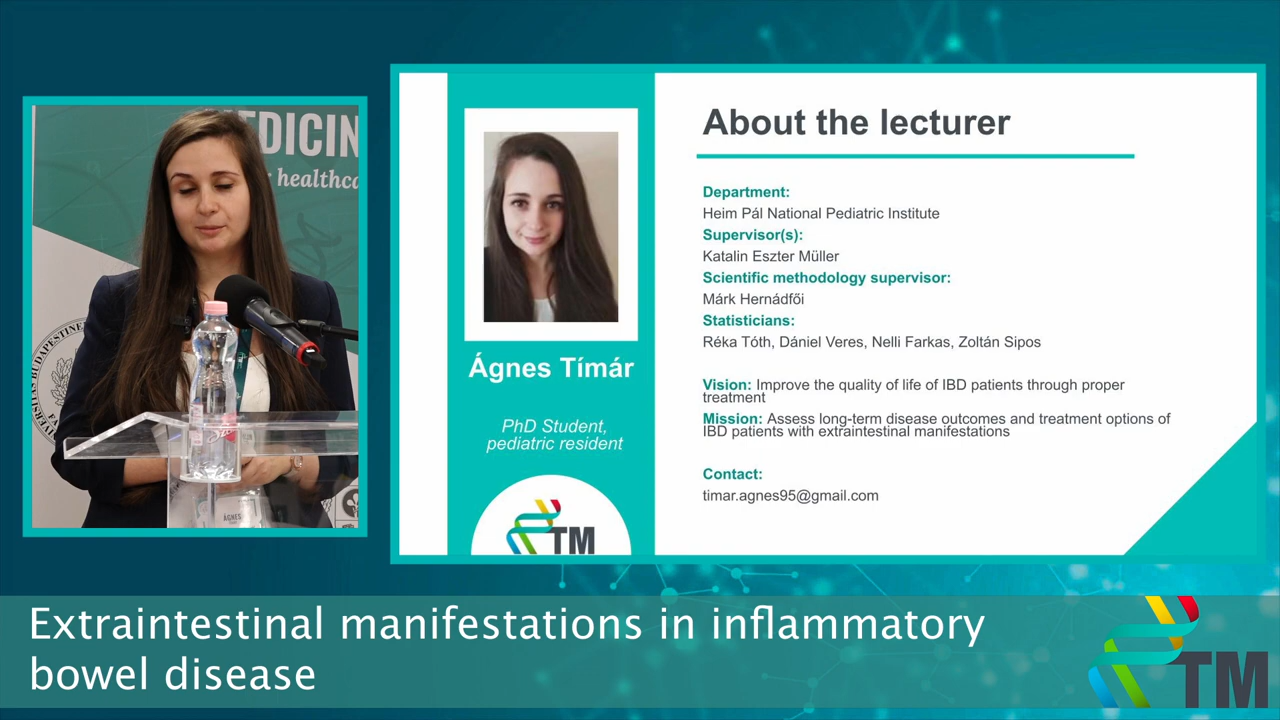 EDICIN
healthca
ÁGNES
About the lecturer
Department:
Heim Pál National Pediatric Institute
Supervisor(s):
Katalin Eszter Müller
Scientific methodology supervisor:
Márk Hernádfői
Statisticians:
Réka Tóth, Dániel Veres, Nelli Farkas, Zoltán Sipos
Vision: Improve the quality of life of IBD patients through proper
treatment
Mission: Assess long-term disease outcomes and treatment options of
IBD patients with extraintestinal manifestations
Contact:
timar.agnes95@gmail.com
Ágnes Tímár
PhD Student,
pediatric resident
TM
Extraintestinal manifestations in inflammatory
bowel disease
TM